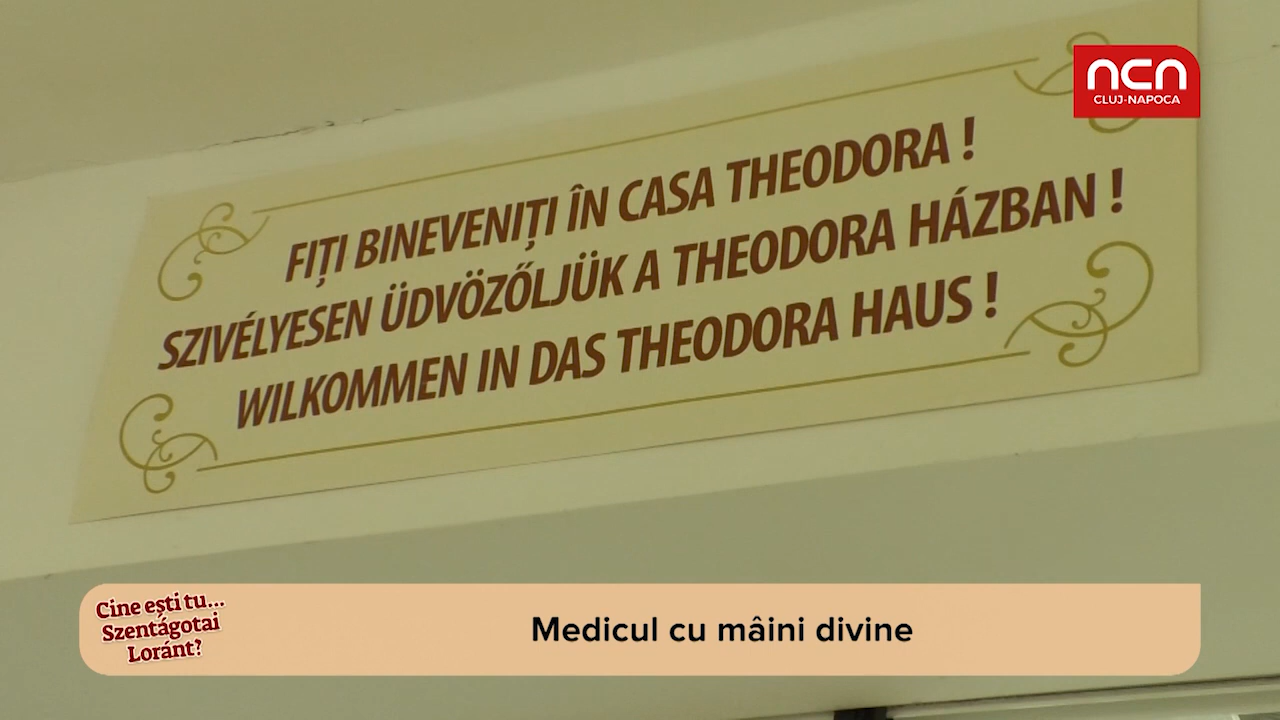 ncn
CLUJ-NAPOCA
FIȚI BINEVENIȚI ÎN CASA THEODORA !
SZIVÉLYESEN ÜDVÖZŐLJÜK A THEODORA HÁZBAN !
WILKOMMEN IN DAS THEODORA HAUS !
Cine ești tu...
Szentágotai
Loránt?
Medicul cu mâini divine